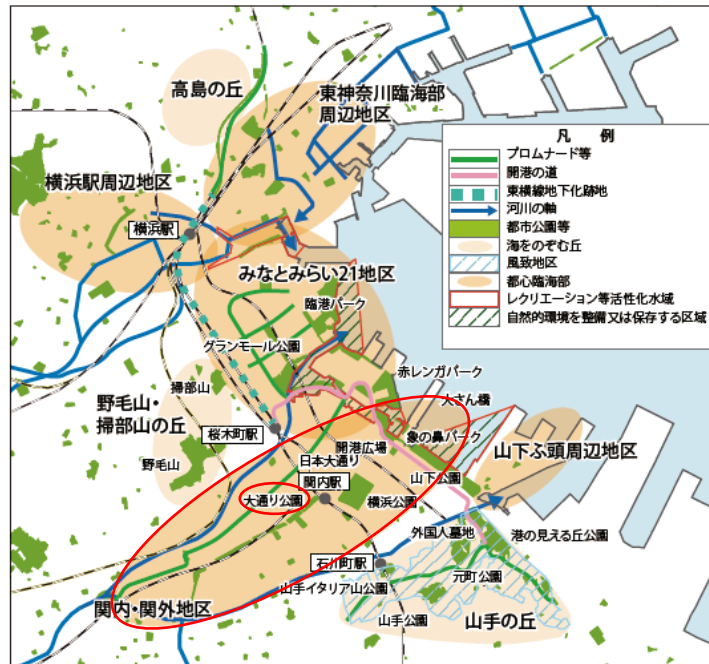 高島の丘
東神奈川臨海部
周辺地区
凡 例
プロムナード等
開港の道
東横線地下化跡地
河川の軸
都市公園等
海をのぞむ丘
風致地区
都心臨海部
レクリエーション等活性化水域
自然的環境を整備又は保存する区域
横浜駅周辺地区
横浜駅
みなとみらい21地区
臨港パーク
グランモール公園
掃部山
赤レンガパーク
大さん橋
野毛山・
掃部山の丘
桜木町駅
象の鼻パーク
開港広場
日本大通り
山下ふ頭周辺地区
野毛山
山下公園
関内駅
大通り公園
横浜公園
外国人墓地
港の見える丘公園
石川町駅
元町公園
山手イタリア山公園
関内・関外地区
山手公園
山手の丘